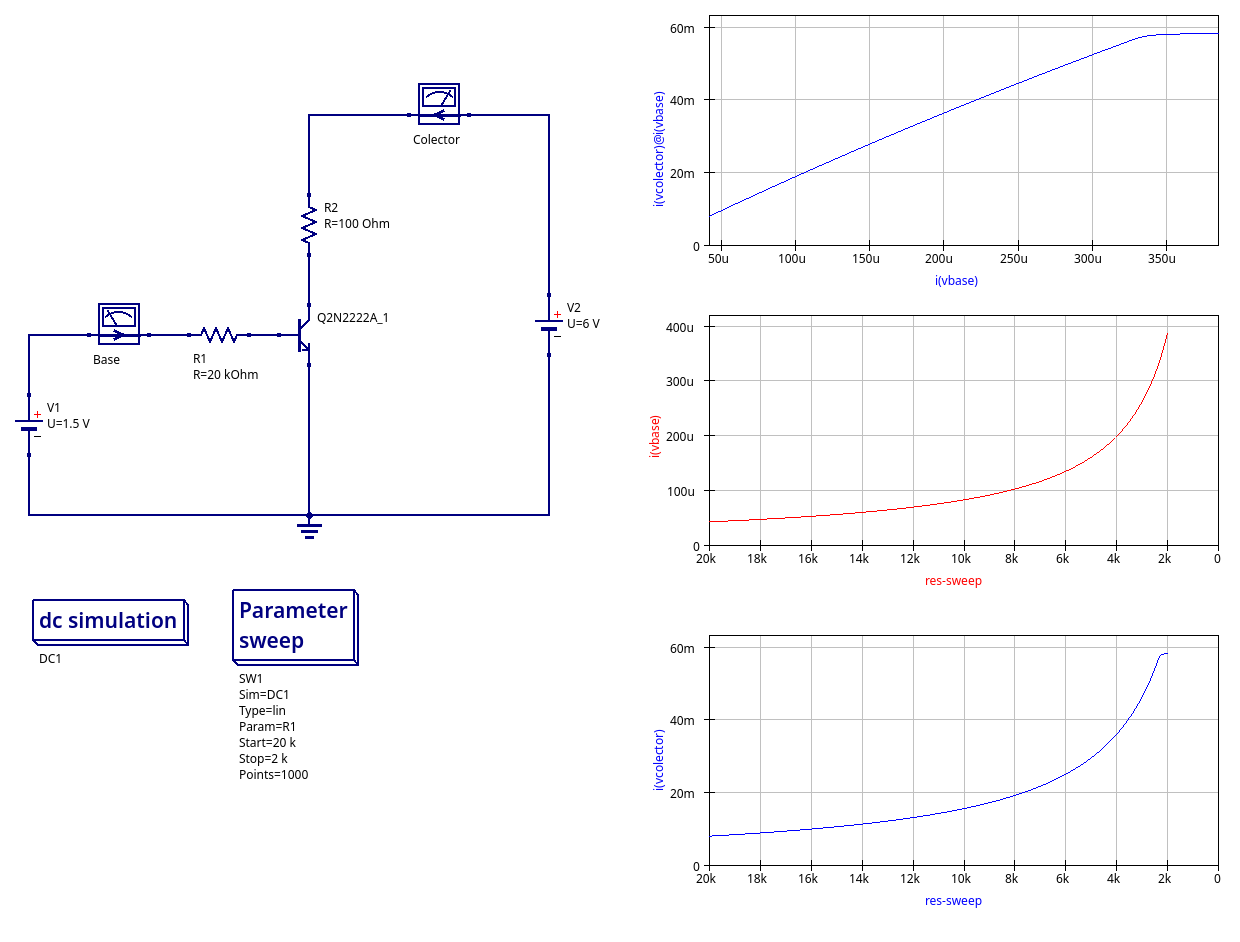 Colector
R2
R=100 Ohm
Q2N2222A_1
V2
U=6 V
+
−
Base
R1
R=20 kOhm
V1
U=1.5 V
+
−
dc simulation
DC1
Parameter
sweep
SW1
Sim=DC1
Type=lin
Param=R1
Start=20 k
Stop=2 k
Points=1000
i(vcolector)@i(vbase)
60m
40m
20m
0
50u 100u 150u 200u 250u 300u 350u
i(vbase)
i(vbase)
400u
300u
200u
100u
0
20k 18k 16k 14k 12k 10k 8k 6k 4k 2k 0
res-sweep
i(vcolector)
60m
40m
20m
0
20k 18k 16k 14k 12k 10k 8k 6k 4k 2k 0
res-sweep